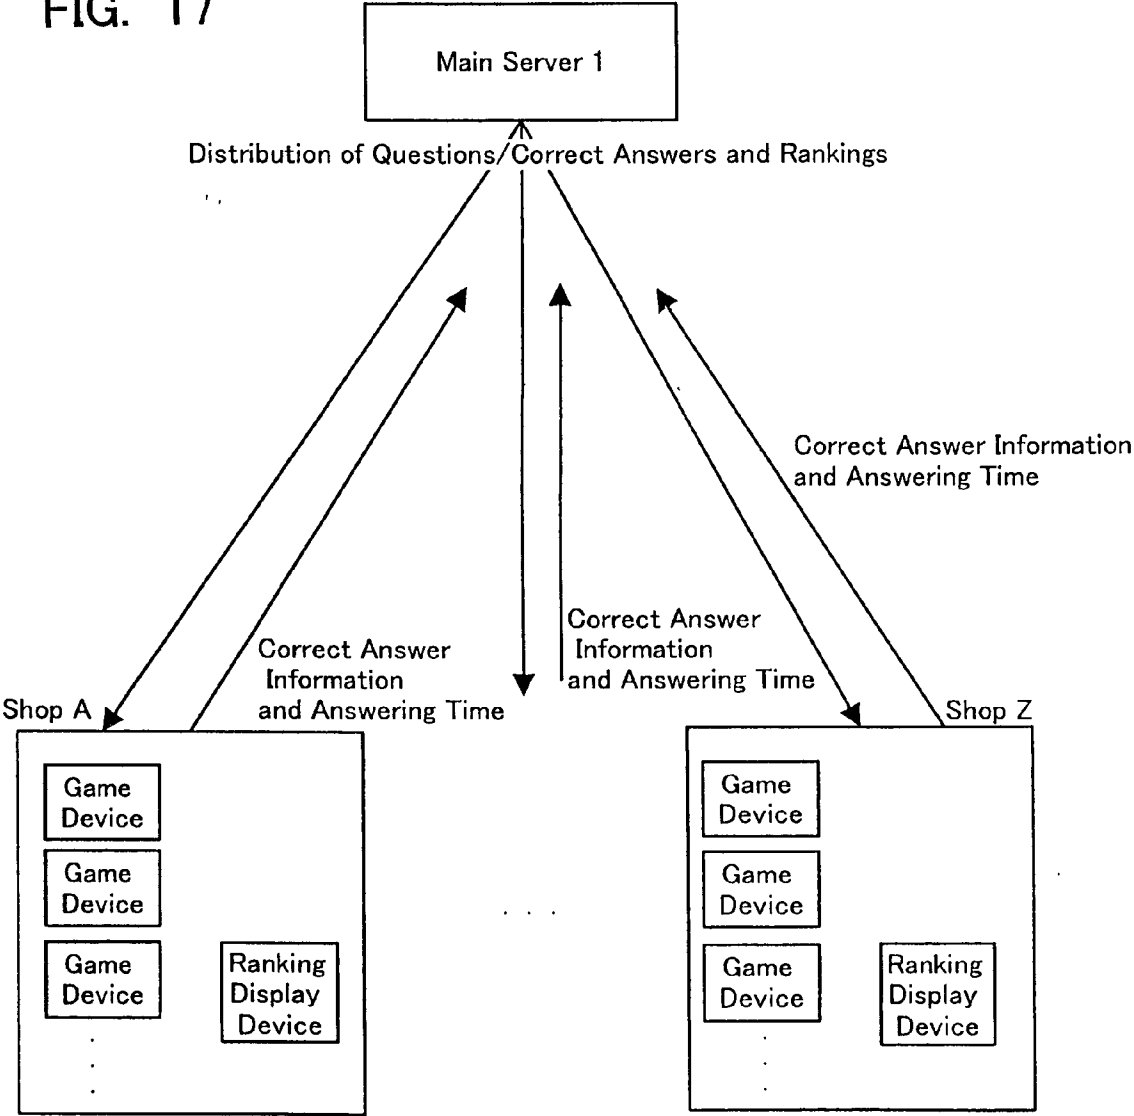 FIG. 17
Main Server 1
Distribution of Questions/Correct Answers and Rankings
Correct Answer Information
and Answering Time
Correct Answer
Information
and Answering Time
Correct Answer
Information
and Answering Time
Shop A
Shop Z
Game
Device
Game
Device
Game
Device
Ranking
Display
Device
. . .
Game
Device
Game
Device
Game
Device
Ranking
Display
Device